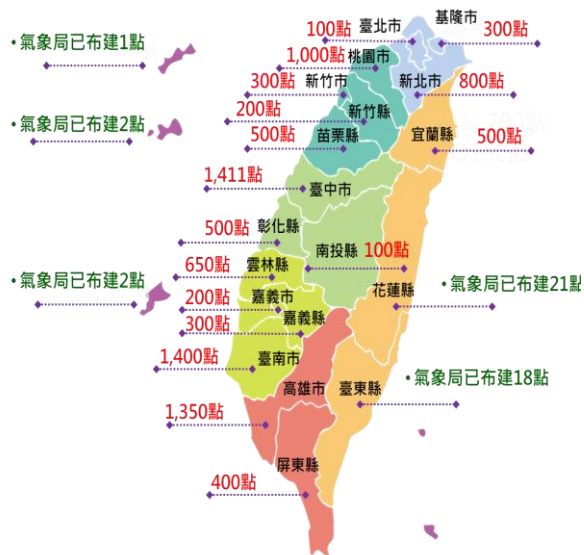 臺北市
基隆市
100點
300點
• 氣象局已布建1點
1,000點
桃園市
300點
新竹市
新北市
800點
200點
新竹縣
• 氣象局已布建2點
500點
苗栗縣
宜蘭縣
500點
1,411點
臺中市
500點
彰化縣
南投縣
100點
650點
雲林縣
• 氣象局已布建2點
花蓮縣
• 氣象局已布建21點
200點
嘉義市
300點
嘉義縣
1,400點
臺南市
高雄市
臺東縣
• 氣象局已布建18點
1,350點
屏東縣
400點